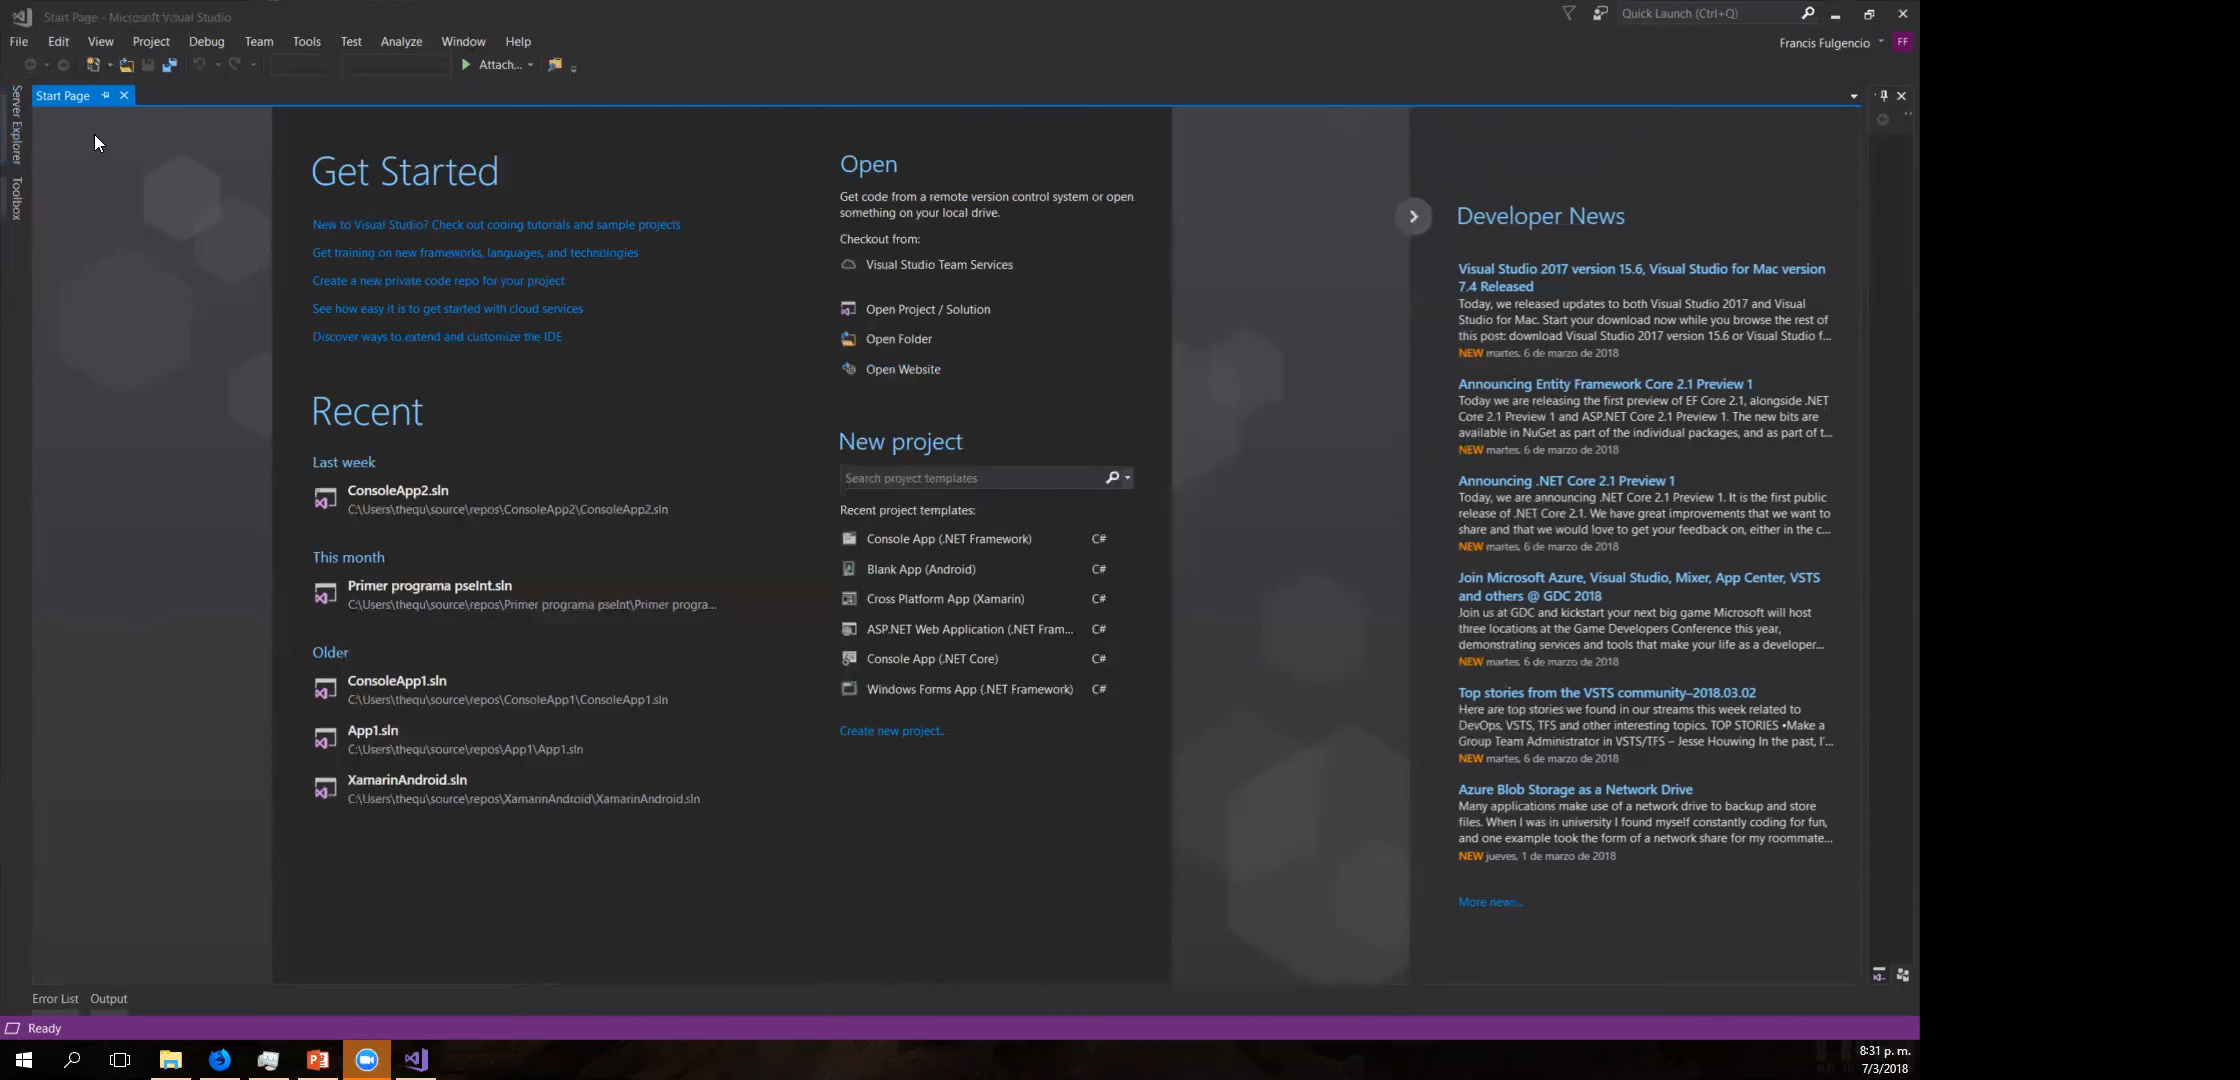 Start Page - Microsoft Visual Studio
Quick Launch (Ctrl+Q)
File Edit View Project Debug Team Tools Test Analyze Window Help
Francis Fulgencio FF
Attach...
Start Page
Server Explorer
Toolbox
Get Started
New to Visual Studio? Check out coding tutorials and sample projects
Get training on new frameworks, languages, and technologies
Create a new private code repo for your project
See how easy it is to get started with cloud services
Discover ways to extend and customize the IDE
Recent
Last week
ConsoleApp2.sln
C:\Users\thequ\source\repos\ConsoleApp2\ConsoleApp2.sln
This month
Primer programa pseInt.sln
C:\Users\thequ\source\repos\Primer programa pseInt\Primer progra...
Older
ConsoleApp1.sln
C:\Users\thequ\source\repos\ConsoleApp1\ConsoleApp1.sln
App1.sln
C:\Users\thequ\source\repos\App1\App1.sln
XamarinAndroid.sln
C:\Users\thequ\source\repos\XamarinAndroid\XamarinAndroid.sln
Open
Get code from a remote version control system or open
something on your local drive.
Checkout from:
Visual Studio Team Services
Open Project / Solution
Open Folder
Open Website
New project
Search project templates
Recent project templates:
Console App (.NET Framework) C#
Blank App (Android) C#
Cross Platform App (Xamarin) C#
ASP.NET Web Application (.NET Fram... C#
Console App (.NET Core) C#
Windows Forms App (.NET Framework) C#
Create new project..
Developer News
Visual Studio 2017 version 15.6, Visual Studio for Mac version
7.4 Released
Today, we released updates to both Visual Studio 2017 and Visual
Studio for Mac. Start your download now while you browse the rest of
this post: download Visual Studio 2017 version 15.6 or Visual Studio f...
NEW martes, 6 de marzo de 2018
Announcing Entity Framework Core 2.1 Preview 1
Today we are releasing the first preview of EF Core 2.1, alongside .NET
Core 2.1 Preview 1 and ASP.NET Core 2.1 Preview 1. The new bits are
available in NuGet as part of the individual packages, and as part of t...
NEW martes, 6 de marzo de 2018
Announcing .NET Core 2.1 Preview 1
Today, we are announcing .NET Core 2.1 Preview 1. It is the first public
release of .NET Core 2.1. We have great improvements that we want to
share and that we would love to get your feedback on, either in the c...
NEW martes, 6 de marzo de 2018
Join Microsoft Azure, Visual Studio, Mixer, App Center, VSTS
and others @ GDC 2018
Join us at GDC and kickstart your next big game Microsoft will host
three locations at the Game Developers Conference this year,
demonstrating services and tools that make your life as a developer...
NEW martes, 6 de marzo de 2018
Top stories from the VSTS community–2018.03.02
Here are top stories we found in our streams this week related to
DevOps, VSTS, TFS and other interesting topics. TOP STORIES •Make a
Group Team Administrator in VSTS/TFS – Jesse Houwing In the past, I'...
NEW martes, 6 de marzo de 2018
Azure Blob Storage as a Network Drive
Many applications make use of a network drive to backup and store
files. When I was in university I found myself constantly coding for fun,
and one example took the form of a network share for my roommate...
NEW jueves, 1 de marzo de 2018
More news...
Error List Output
Ready
8:31 p. m.
7/3/2018